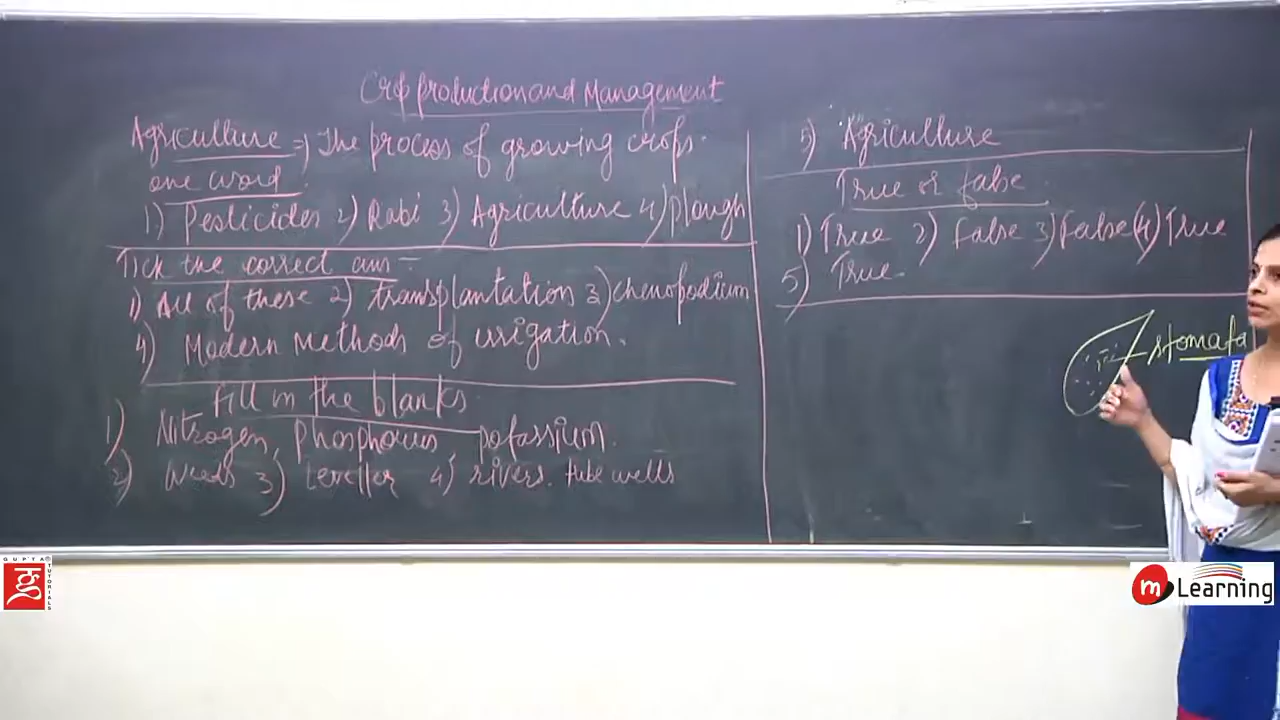 Crop production and Management
Agriculture => The process of growing crops.
one word.
1) Pesticides 2) Rabi 3) Agriculture 4) plough
Tick the correct ans -
1) All of these 2) transplantation 3) chenopodium
4) Modern methods of irrigation.
Fill in the blanks.
1) Nitrogen, phosphorus potassium.
2) Weeds 3) Leveller 4) rivers. tube wells
5) Agriculture
True or false.
1) True 2) false 3) false (4) True
5) True.
stomata
GUPTA
TUTORIALS
m Learning